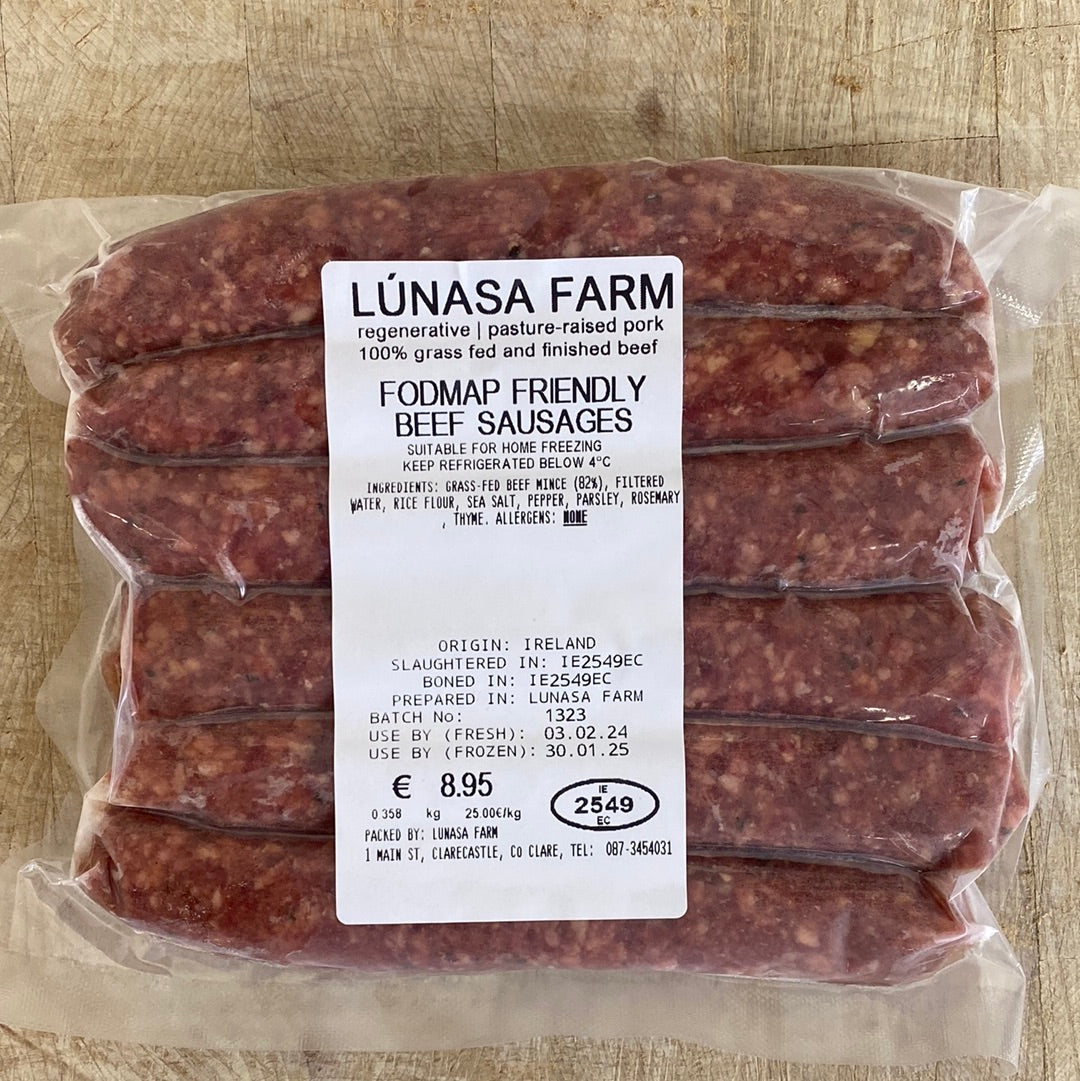 LÚNASA FARM
regenerative | pasture-raised pork
100% grass fed and finished beef
FODMAP FRIENDLY
BEEF SAUSAGES
SUITABLE FOR HOME FREEZING
KEEP REFRIGERATED BELOW 4°C
INGREDIENTS: GRASS-FED BEEF MINCE (82%), FILTERED
WATER, RICE FLOUR, SEA SALT, PEPPER, PARSLEY, ROSEMARY
, THYME. ALLERGENS: NONE
ORIGIN: IRELAND
SLAUGHTERED IN: IE2549EC
BONED IN: IE2549EC
PREPARED IN: LUNASA FARM
BATCH No: 1323
USE BY (FRESH): 03.02.24
USE BY (FROZEN): 30.01.25
€ 8.95
0.358 kg 25.00€/kg
IE
2549
EC
PACKED BY: LUNASA FARM
1 MAIN ST, CLARECASTLE, CO CLARE, TEL: 087-3454031